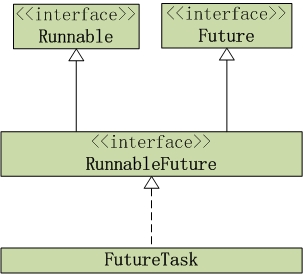 <<interface>>
Runnable
<<interface>>
Future
<<interface>>
RunnableFuture
FutureTask